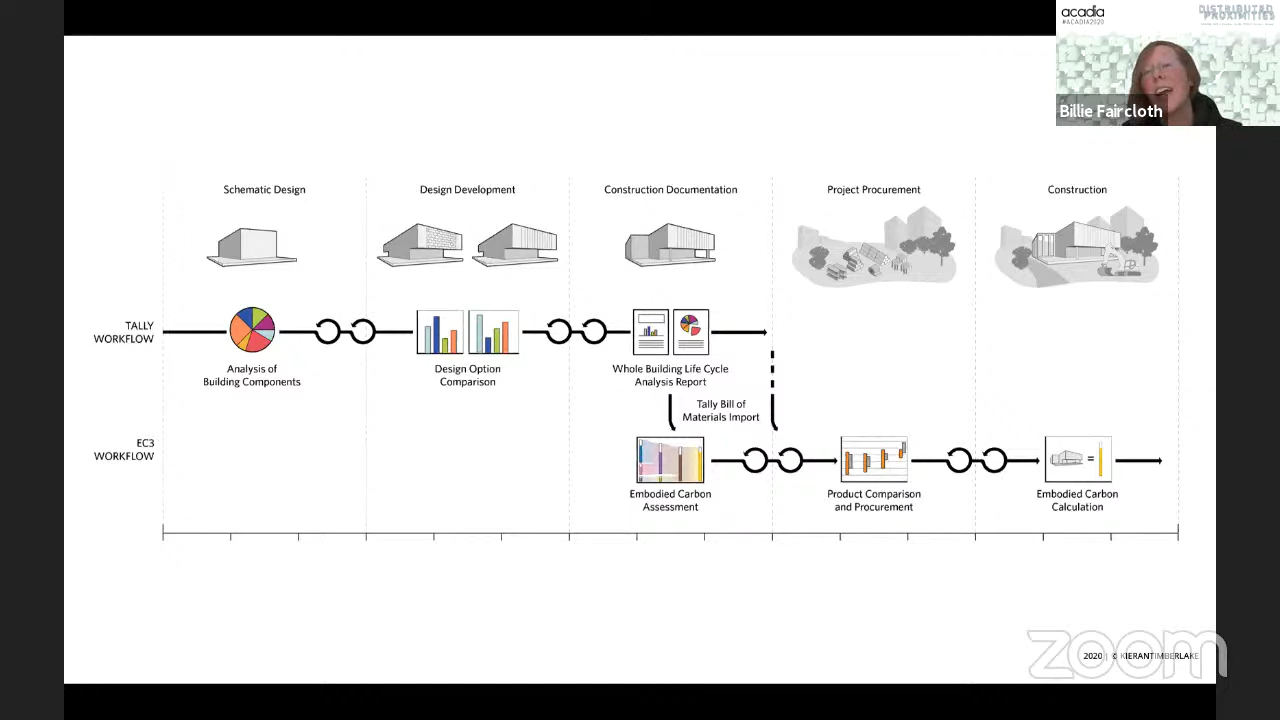 acadia
#ACADIA2020
DISTRIBUTED
PROXIMITIES
Billie Faircloth
Schematic Design
Design Development
Construction Documentation
Project Procurement
Construction
TALLY
WORKFLOW
Analysis of
Building Components
Design Option
Comparison
Whole Building Life Cycle
Analysis Report
Tally Bill of
Materials Import
EC3
WORKFLOW
Embodied Carbon
Assessment
Product Comparison
and Procurement
=
Embodied Carbon
Calculation
zoom
2020 | © KIERANTIMBERLAKE